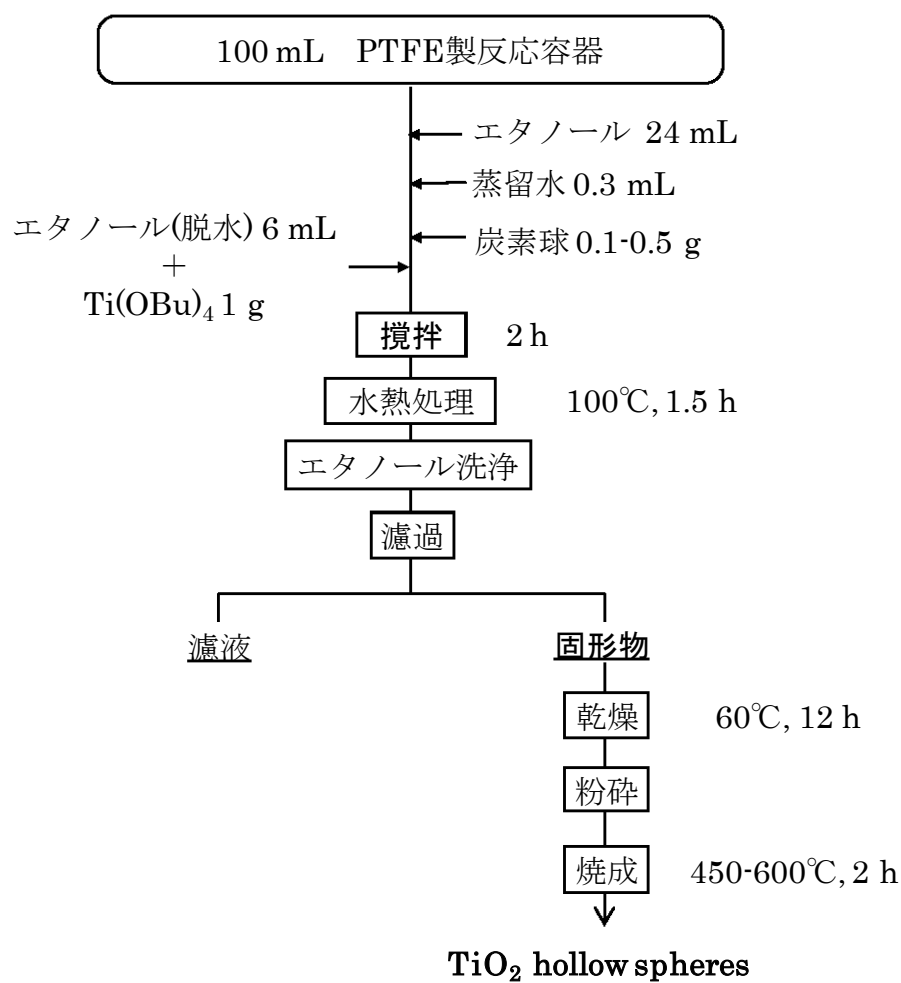 100 mL　PTFE製反応容器
エタノール 24 mL
蒸留水 0.3 mL
エタノール(脱水) 6 mL
+
Ti(OBu)₄ 1 g
炭素球 0.1-0.5 g
攪拌 2 h
水熱処理 100℃, 1.5 h
エタノール洗浄
濾過
濾液
固形物
乾燥 60℃, 12 h
粉砕
焼成 450-600℃, 2 h
TiO₂ hollow spheres